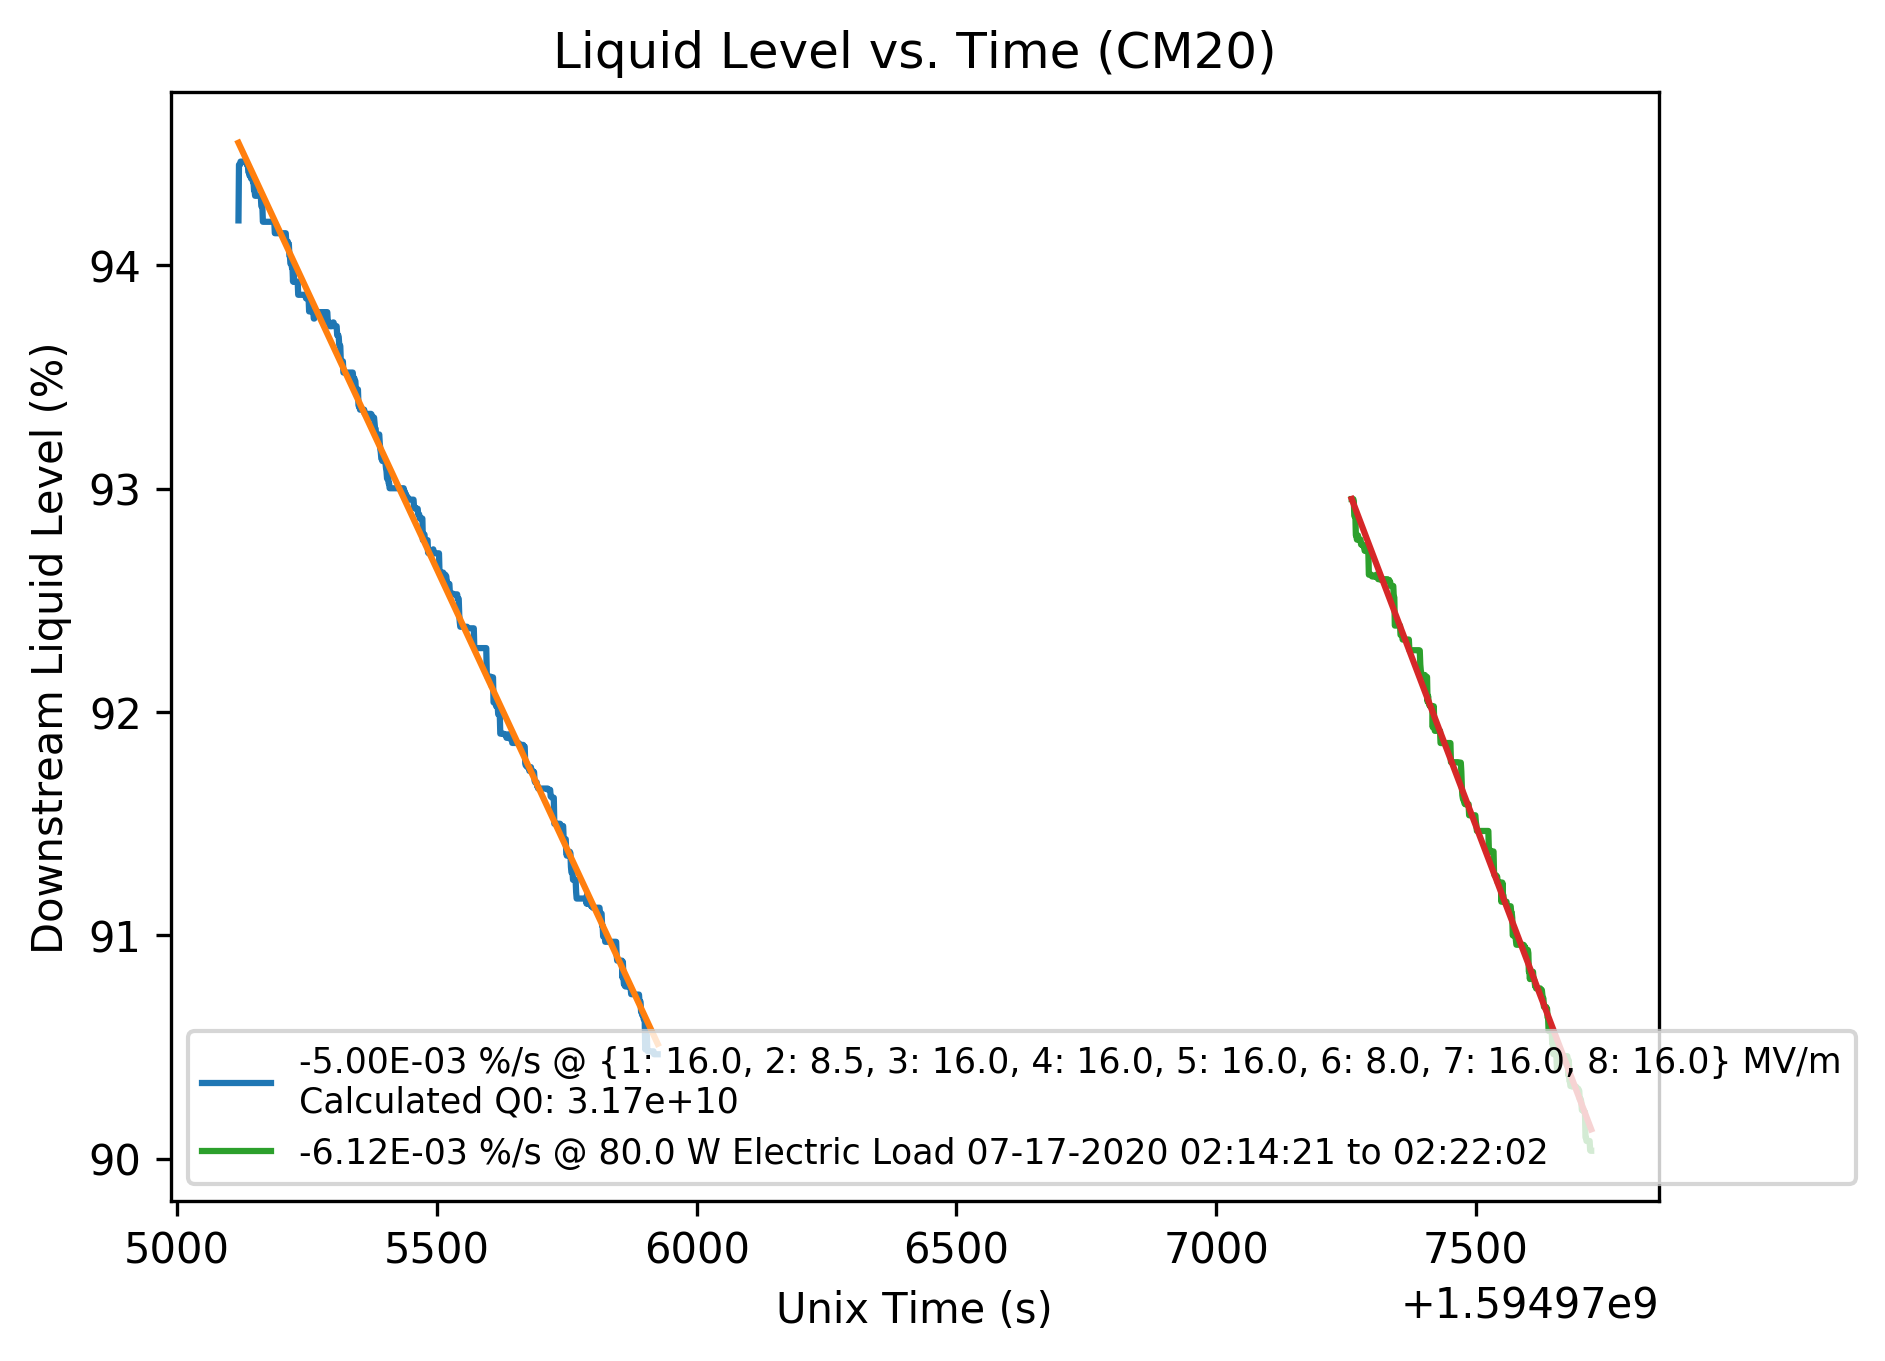 Liquid Level vs. Time (CM20)
Downstream Liquid Level (%)
94
93
92
91
90
-5.00E-03 %/s @ {1: 16.0, 2: 8.5, 3: 16.0, 4: 16.0, 5: 16.0, 6: 8.0, 7: 16.0, 8: 16.0} MV/m
Calculated Q0: 3.17e+10
-6.12E-03 %/s @ 80.0 W Electric Load 07-17-2020 02:14:21 to 02:22:02
5000 5500 6000 6500 7000 7500
+1.59497e9
Unix Time (s)